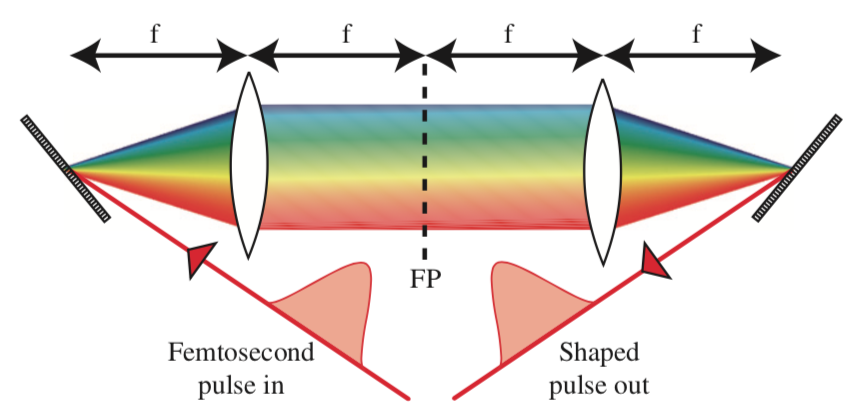 f f f f
FP
Femtosecond
pulse in
Shaped
pulse out